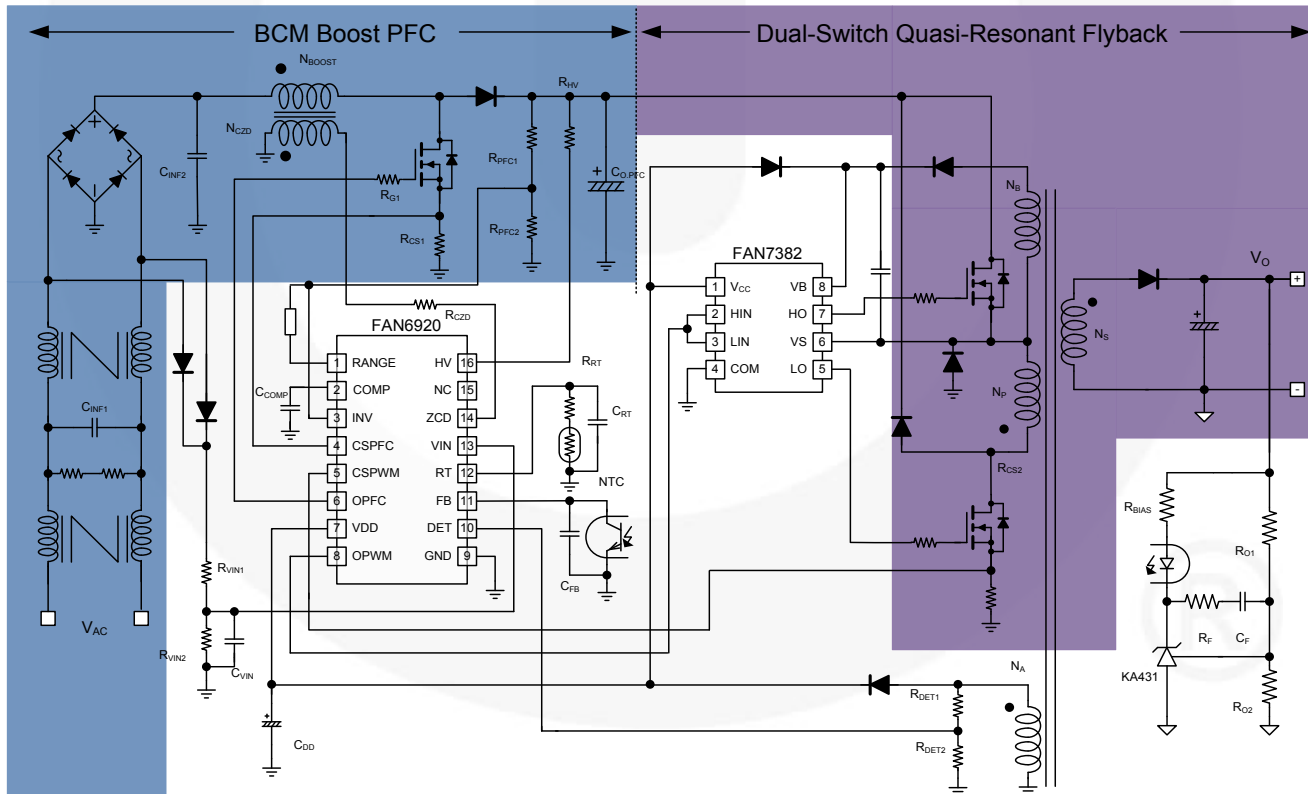 BCM Boost PFC
Dual-Switch Quasi-Resonant Flyback
NBOOST
RHV
NCZD
CINF2
RG1
RPFC1
CO.PFC
RCS1
RPFC2
NB
FAN7382
1 VCC VB 8
2 HIN HO 7
3 LIN VS 6
4 COM LO 5
VO
+
NS
-
NP
RCS2
RCZD
FAN6920
1 RANGE HV 16
2 COMP NC 15
3 INV ZCD 14
4 CSPFC VIN 13
5 CSPWM RT 12
6 OPFC FB 11
7 VDD DET 10
8 OPWM GND 9
RRT
CCOMP
CRT
NTC
CFB
CINF1
VAC
RVIN1
RVIN2
CVIN
CDD
RBIAS
RO1
RF CF
KA431
RO2
NA
RDET1
RDET2
+
~
~
-
+
+
+
®